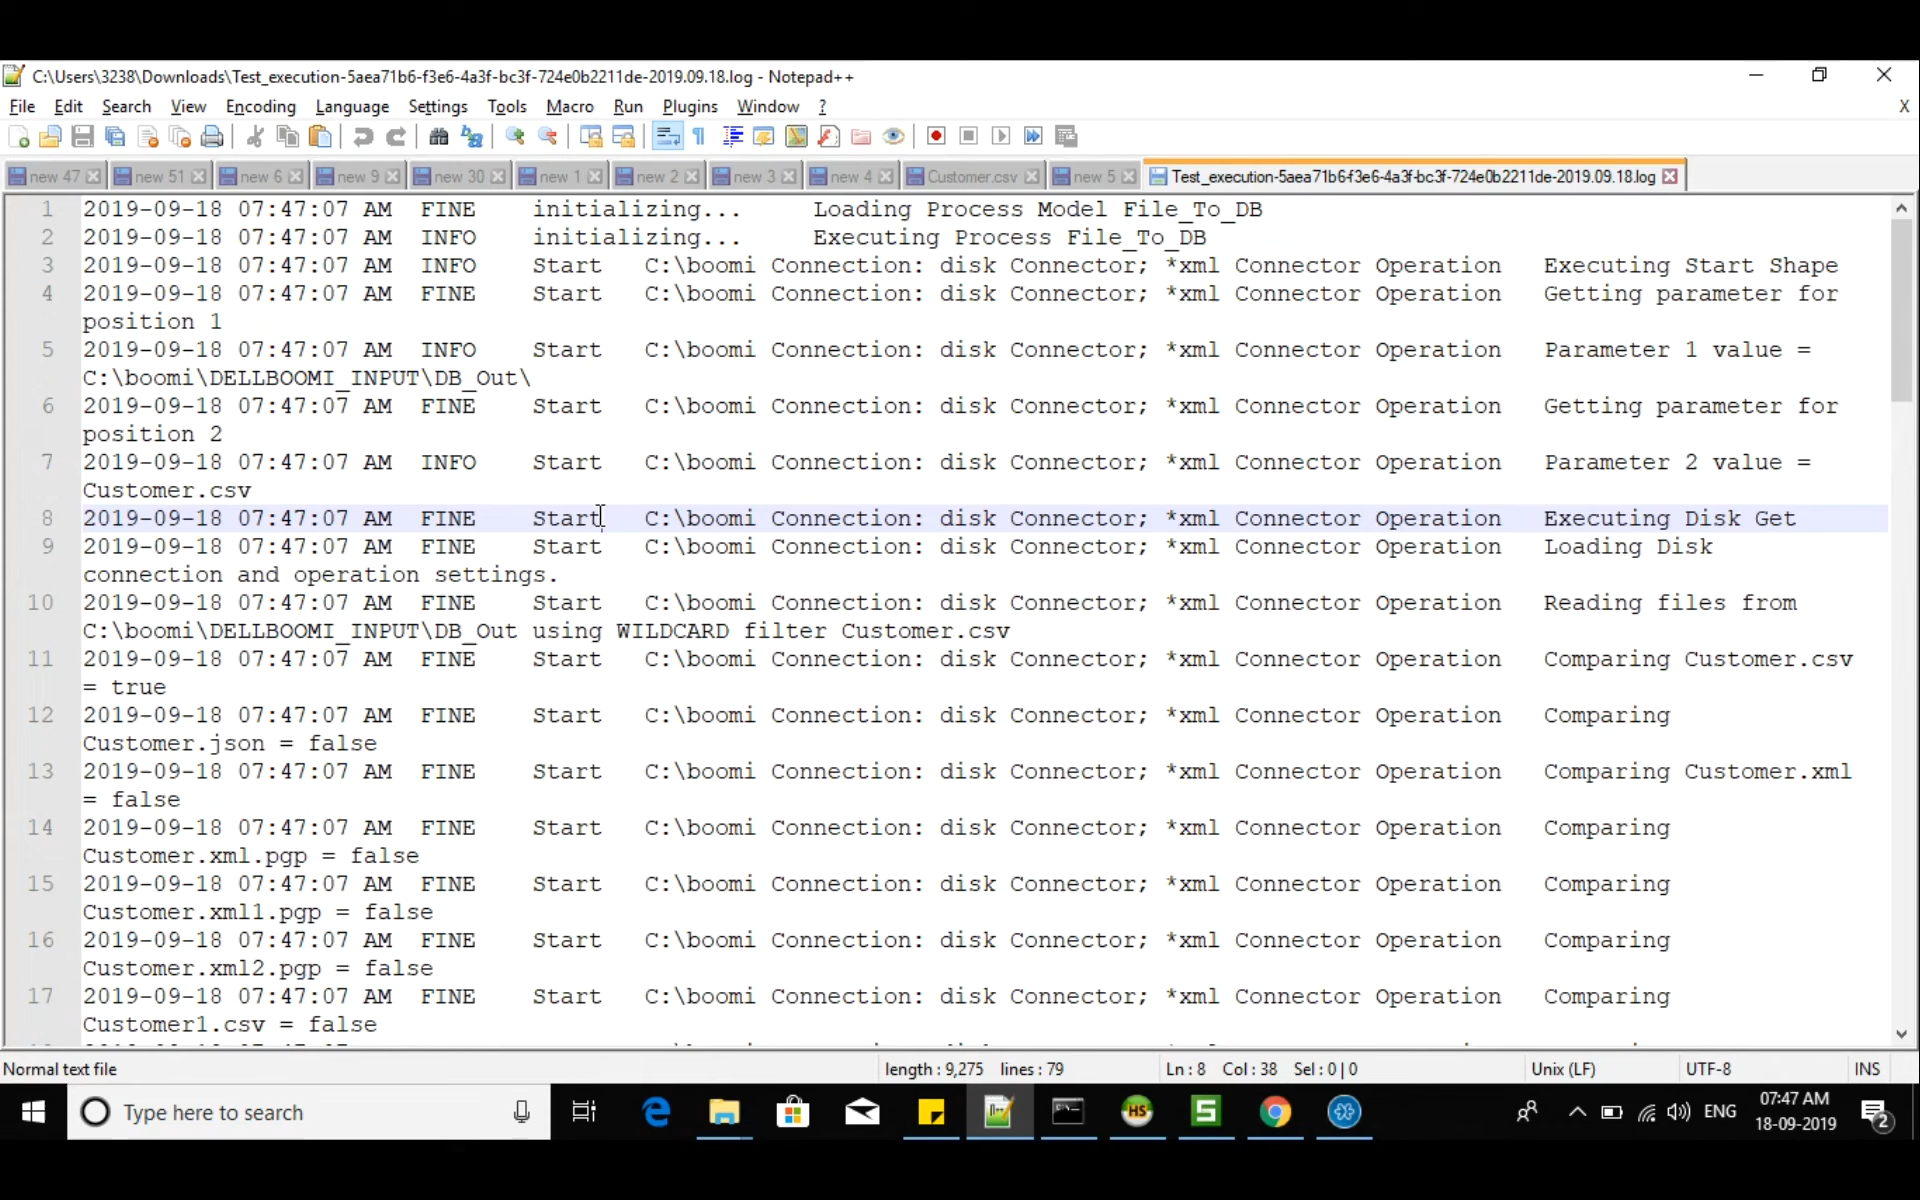 C:\Users\3238\Downloads\Test_execution-5aea71b6-f3e6-4a3f-bc3f-724e0b2211de-2019.09.18.log - Notepad++
File Edit Search View Encoding Language Settings Tools Macro Run Plugins Window ? X
new 47 new 51 new 6 new 9 new 30 new 1 new 2 new 3 new 4 Customer.csv new 5 Test_execution-5aea71b6-f3e6-4a3f-bc3f-724e0b2211de-2019.09.18.log
1 2019-09-18 07:47:07 AM FINE initializing... Loading Process Model File_To_DB
2 2019-09-18 07:47:07 AM INFO initializing... Executing Process File_To_DB
3 2019-09-18 07:47:07 AM INFO Start C:\boomi Connection: disk Connector; *xml Connector Operation Executing Start Shape
4 2019-09-18 07:47:07 AM FINE Start C:\boomi Connection: disk Connector; *xml Connector Operation Getting parameter for
position 1
5 2019-09-18 07:47:07 AM INFO Start C:\boomi Connection: disk Connector; *xml Connector Operation Parameter 1 value =
C:\boomi\DELLBOOMI_INPUT\DB_Out\
6 2019-09-18 07:47:07 AM FINE Start C:\boomi Connection: disk Connector; *xml Connector Operation Getting parameter for
position 2
7 2019-09-18 07:47:07 AM INFO Start C:\boomi Connection: disk Connector; *xml Connector Operation Parameter 2 value =
Customer.csv
8 2019-09-18 07:47:07 AM FINE Start C:\boomi Connection: disk Connector; *xml Connector Operation Executing Disk Get
9 2019-09-18 07:47:07 AM FINE Start C:\boomi Connection: disk Connector; *xml Connector Operation Loading Disk
connection and operation settings.
10 2019-09-18 07:47:07 AM FINE Start C:\boomi Connection: disk Connector; *xml Connector Operation Reading files from
C:\boomi\DELLBOOMI_INPUT\DB_Out using WILDCARD filter Customer.csv
11 2019-09-18 07:47:07 AM FINE Start C:\boomi Connection: disk Connector; *xml Connector Operation Comparing Customer.csv
= true
12 2019-09-18 07:47:07 AM FINE Start C:\boomi Connection: disk Connector; *xml Connector Operation Comparing
Customer.json = false
13 2019-09-18 07:47:07 AM FINE Start C:\boomi Connection: disk Connector; *xml Connector Operation Comparing Customer.xml
= false
14 2019-09-18 07:47:07 AM FINE Start C:\boomi Connection: disk Connector; *xml Connector Operation Comparing
Customer.xml.pgp = false
15 2019-09-18 07:47:07 AM FINE Start C:\boomi Connection: disk Connector; *xml Connector Operation Comparing
Customer.xml1.pgp = false
16 2019-09-18 07:47:07 AM FINE Start C:\boomi Connection: disk Connector; *xml Connector Operation Comparing
Customer.xml2.pgp = false
17 2019-09-18 07:47:07 AM FINE Start C:\boomi Connection: disk Connector; *xml Connector Operation Comparing
Customer1.csv = false
Normal text file length : 9,275 lines : 79 Ln : 8 Col : 38 Sel : 0 | 0 Unix (LF) UTF-8 INS
Type here to search HS S ENG 07:47 AM
18-09-2019 2